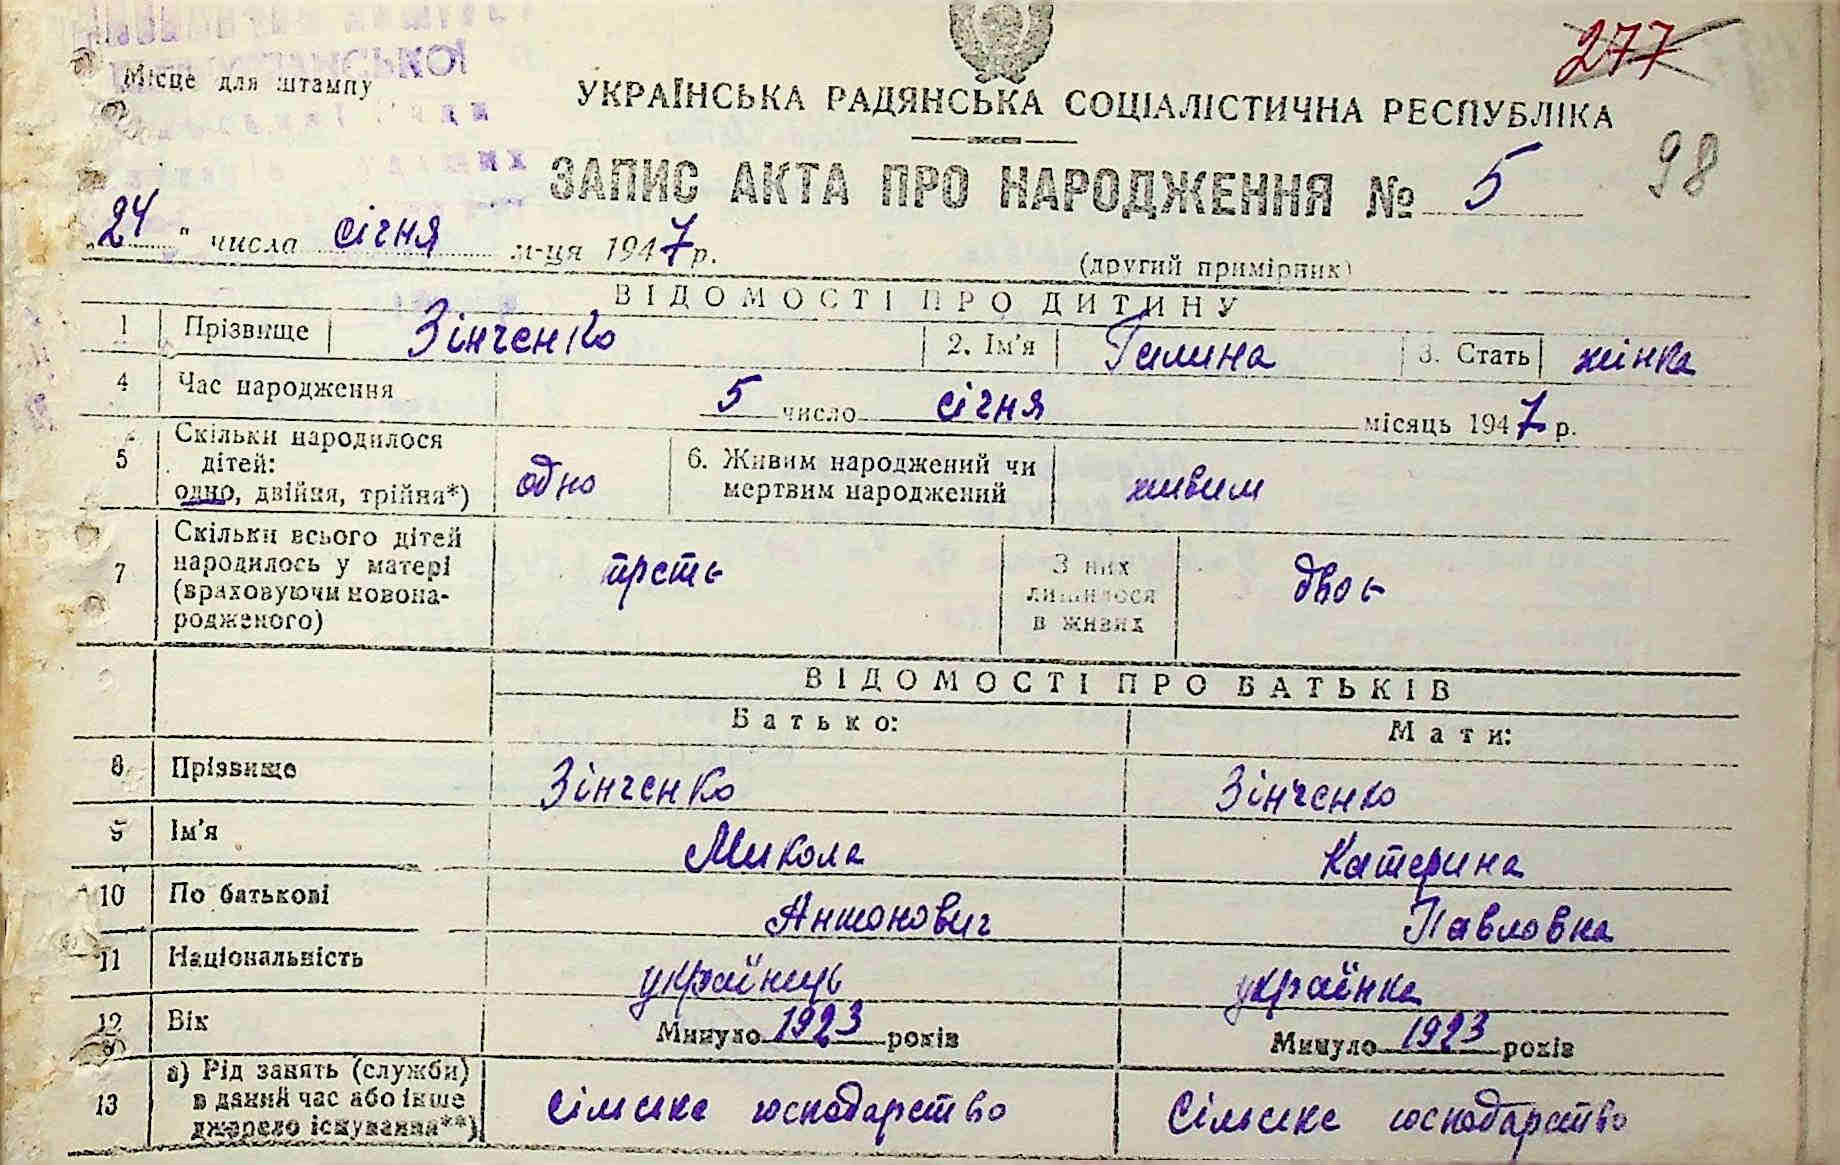 277
Місце для штампу
УКРАЇНСЬКА РАДЯНСЬКА СОЦІАЛІСТИЧНА РЕСПУБЛІКА
98
ЗАПИС АКТА ПРО НАРОДЖЕННЯ № 5
„24" числа січня м-ця 1947 р.
(другий примірник)
ВІДОМОСТІ ПРО ДИТИНУ
1 Прізвище Зінченко 2. Ім'я Галина 3. Стать жінка
4 Час народження 5 число січня місяць 1947 р.
5 Скільки народилося дітей: одно, двійня, трійня*) одно 6. Живим народжений чи мертвим народжений живим
7 Скільки всього дітей народилось у матері (враховуючи новонародженого) трєть З них лишилося в живих двоє
ВІДОМОСТІ ПРО БАТЬКІВ
Батько: Мати:
8 Прізвище Зінченко Зінченко
9 Ім'я Микола Катерина
10 По батькові Антонович Павловна
11 Національність українець українка
12 Вік Минуло 1923 років Минуло 1923 років
13 а) Рід занять (служби) в даний час або інше джерело існування**) сільське господарство сільське господарство